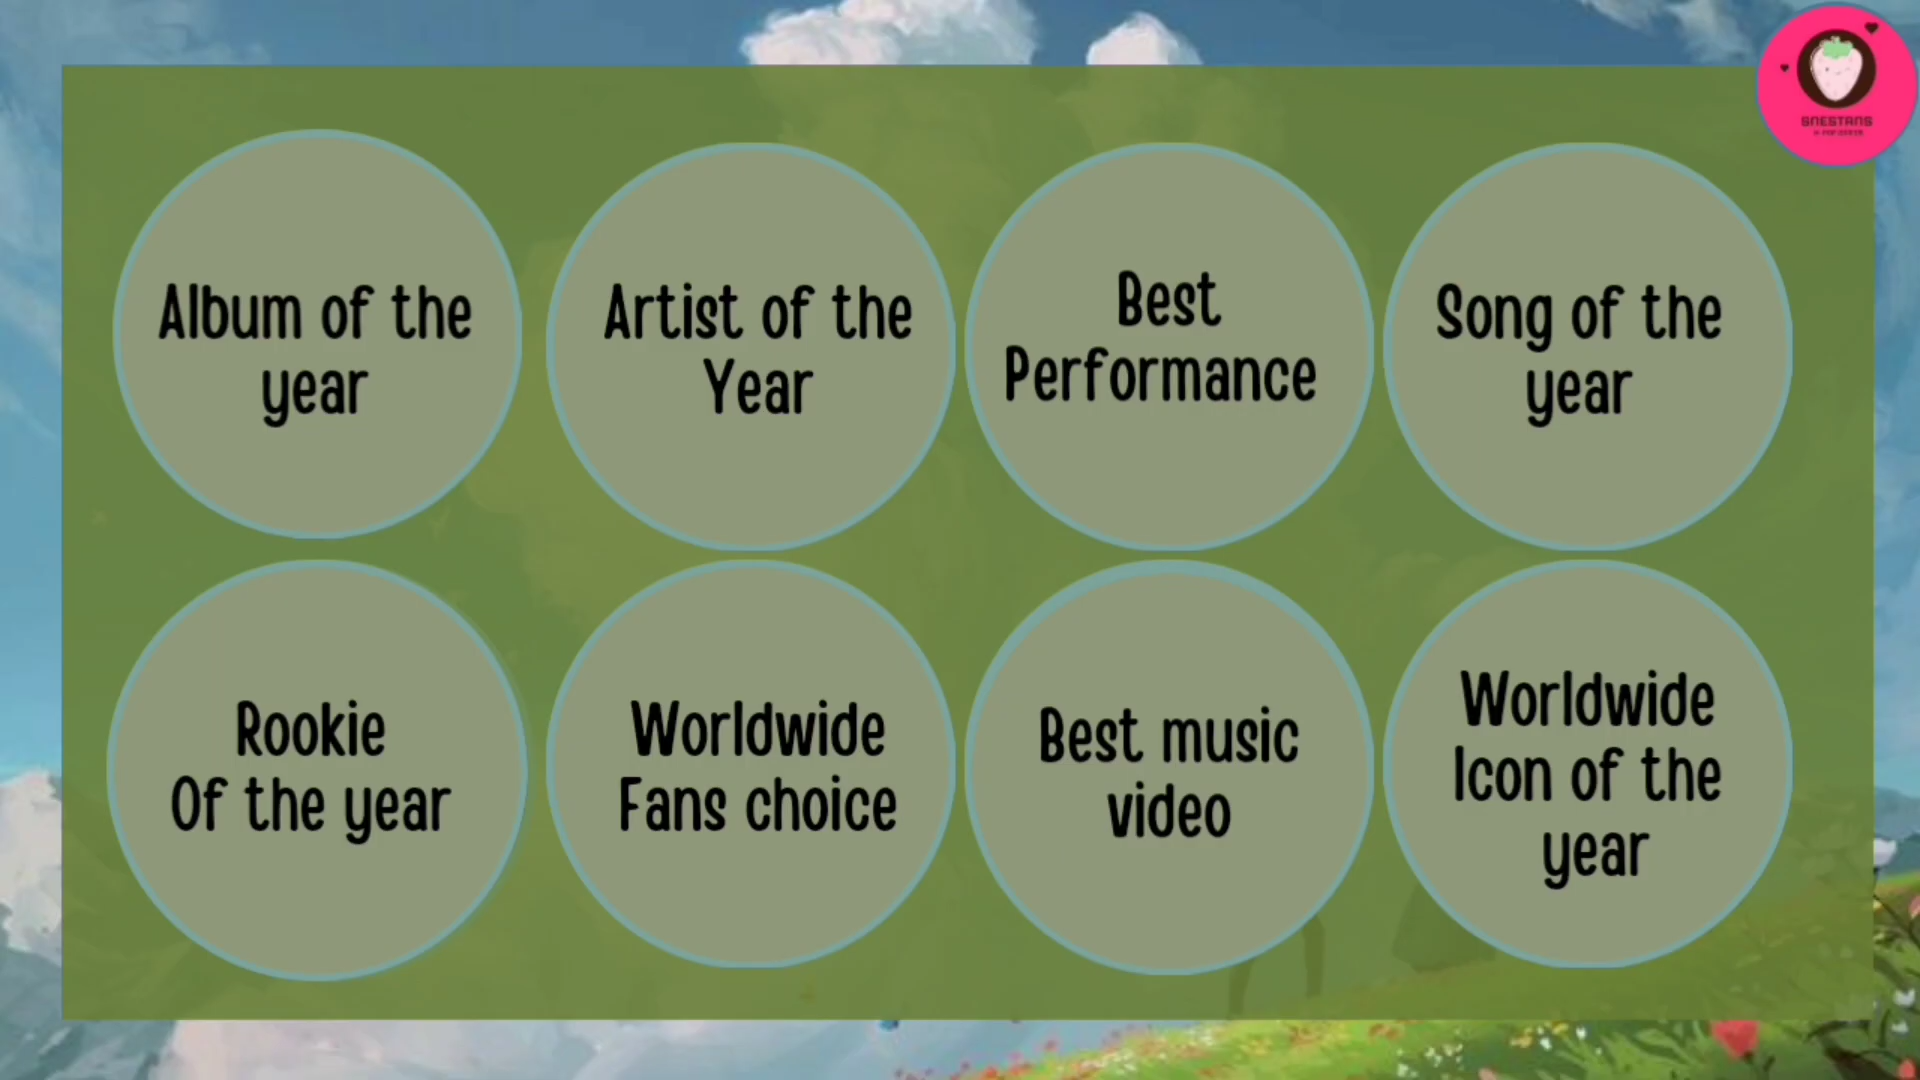 Album of the
year
Artist of the
Year
Best
Performance
Song of the
year
Rookie
Of the year
Worldwide
Fans choice
Best music
video
Worldwide
Icon of the
year
SNESTANS